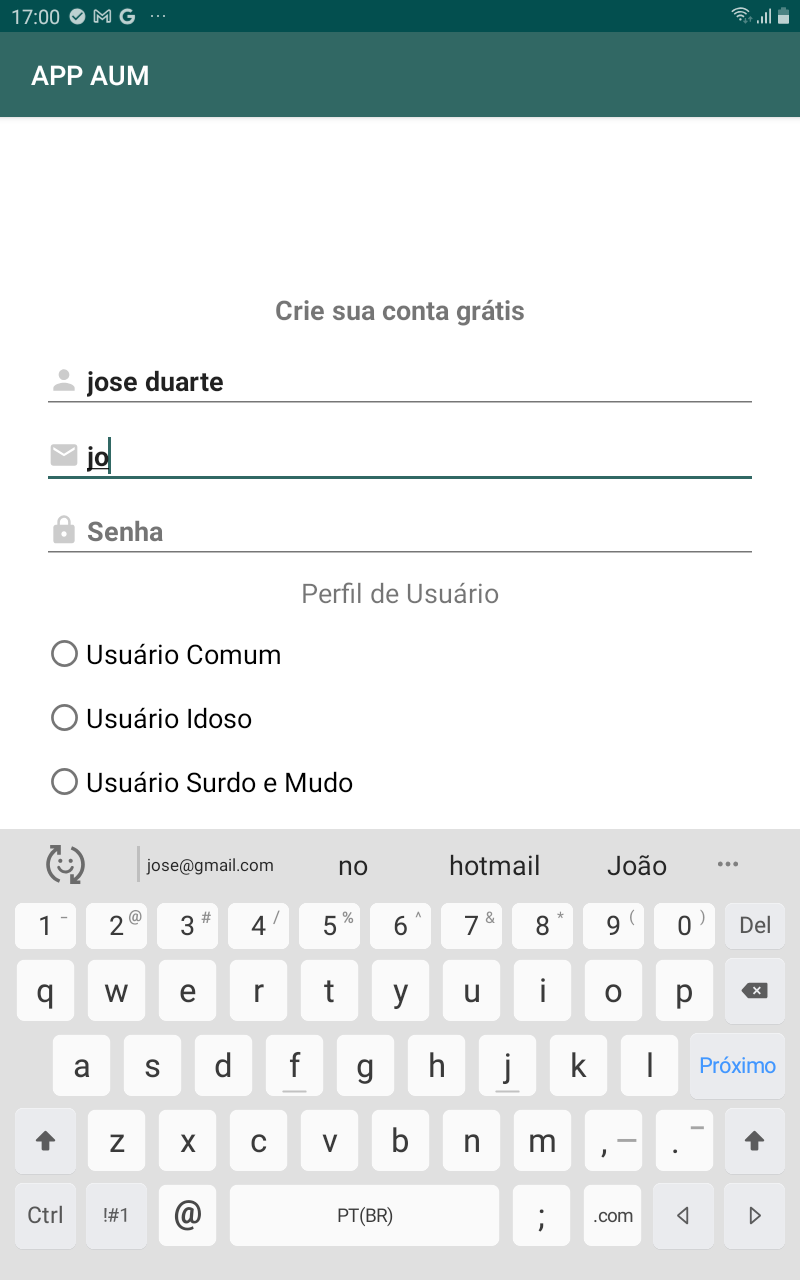 17:00 ...
APP AUM
Crie sua conta grátis
jose duarte
jo
Senha
Perfil de Usuário
Usuário Comum
Usuário Idoso
Usuário Surdo e Mudo
jose@gmail.com no hotmail João ...
1 - 2 @ 3 # 4 / 5 % 6 ^ 7 & 8 * 9 ( 0 ) Del
q w e r t y u i o p
a s d f g h j k l Próximo
z x c v b n m , — . –
Ctrl !#1 @ PT(BR) ; .com